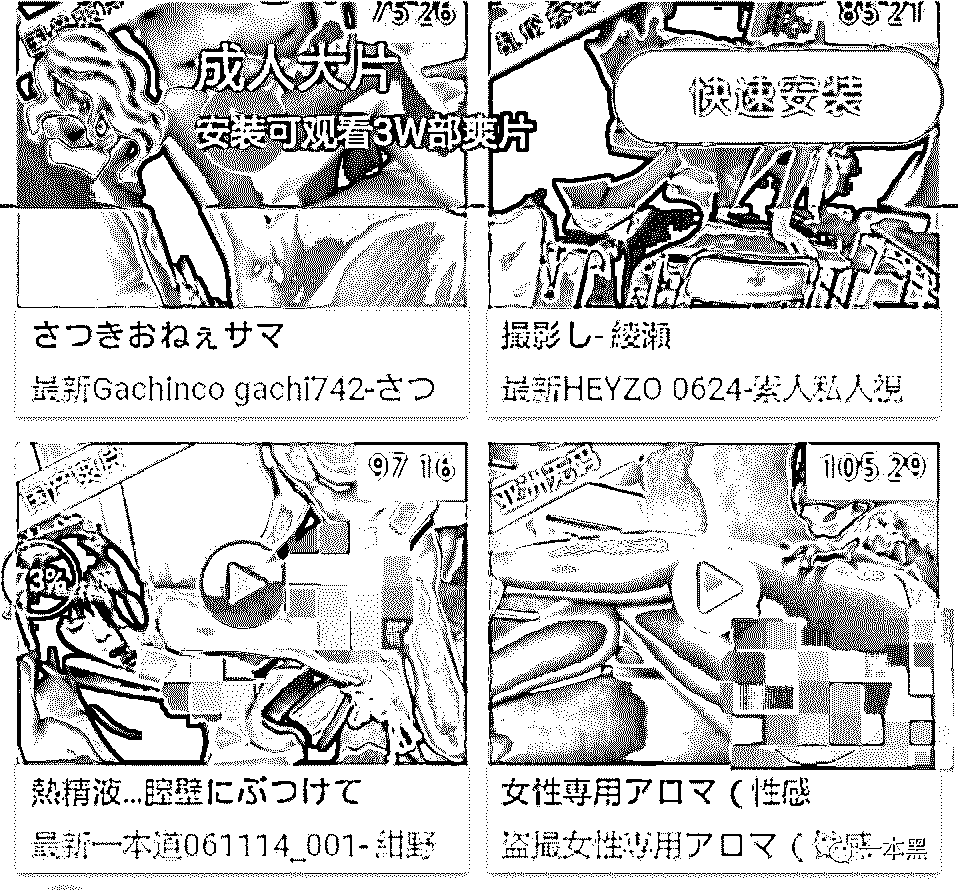 75 26
85 21
成人大片
快速安装
安装可观看3W部爽片
さつきおねぇサマ
撮影し- 綾瀬
最新Gachinco gachi742-さつ
最新HEYZO 0624-素人私人視
97 16
105 29
3%
熱精液...膣壁にぶつけて
女性専用アロマ ( 性感
最新一本道061114_001- 紺野
盗撮女性専用アロマ (
一本黑